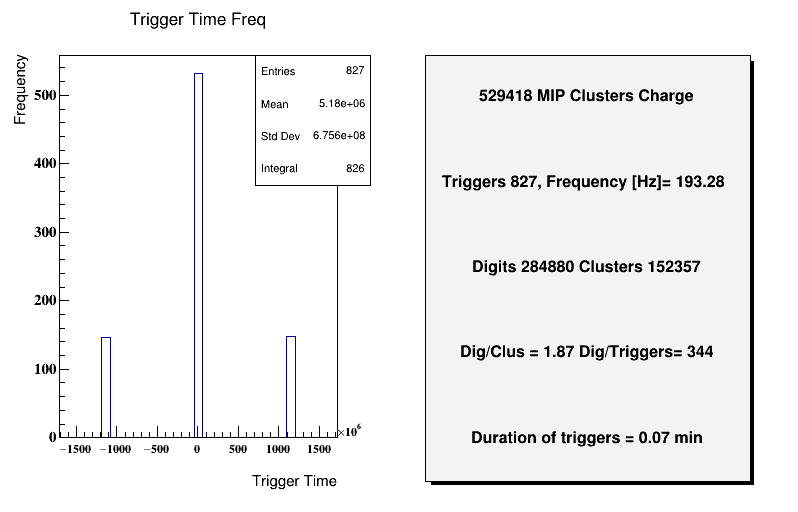 Trigger Time Freq
Frequency
500
400
300
200
100
0
Entries 827
Mean 5.18e+06
Std Dev 6.756e+08
Integral 826
−1500 −1000 −500 0 500 1000 1500
×10^6
Trigger Time
529418 MIP Clusters Charge
Triggers 827, Frequency [Hz]= 193.28
Digits 284880 Clusters 152357
Dig/Clus = 1.87 Dig/Triggers= 344
Duration of triggers = 0.07 min